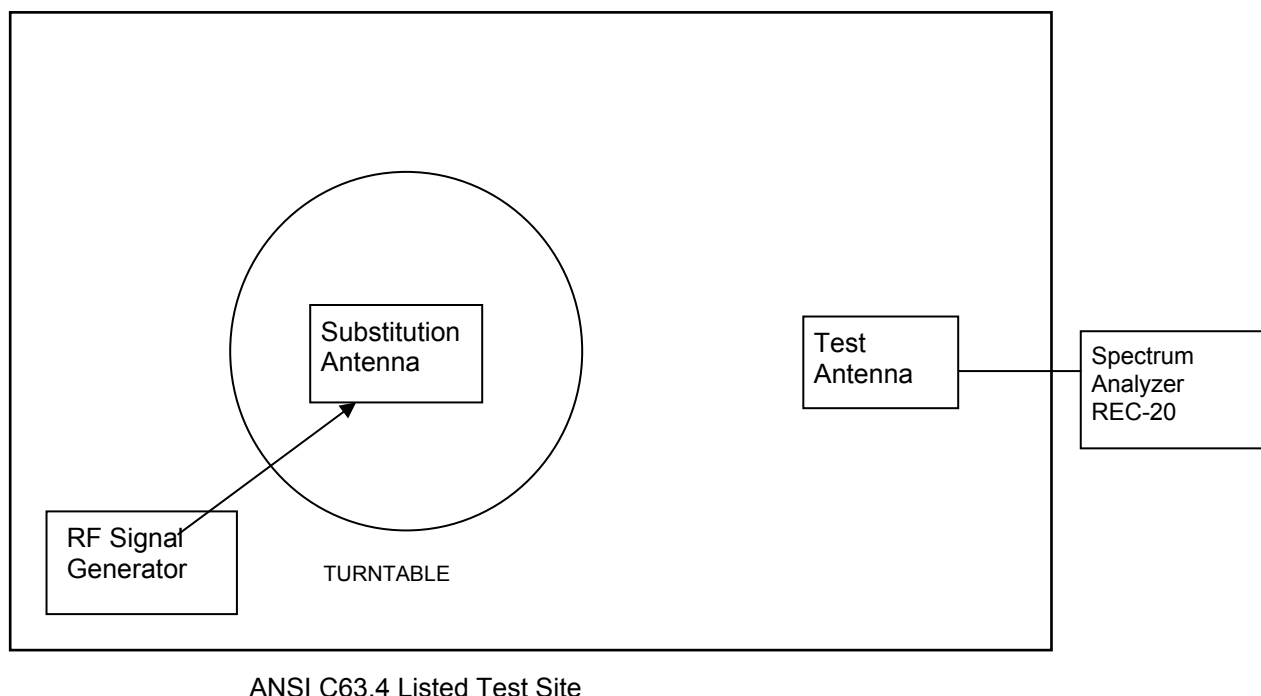 Substitution
Antenna
Test
Antenna
Spectrum
Analyzer
REC-20
RF Signal
Generator
TURNTABLE
ANSI C63.4 Listed Test Site